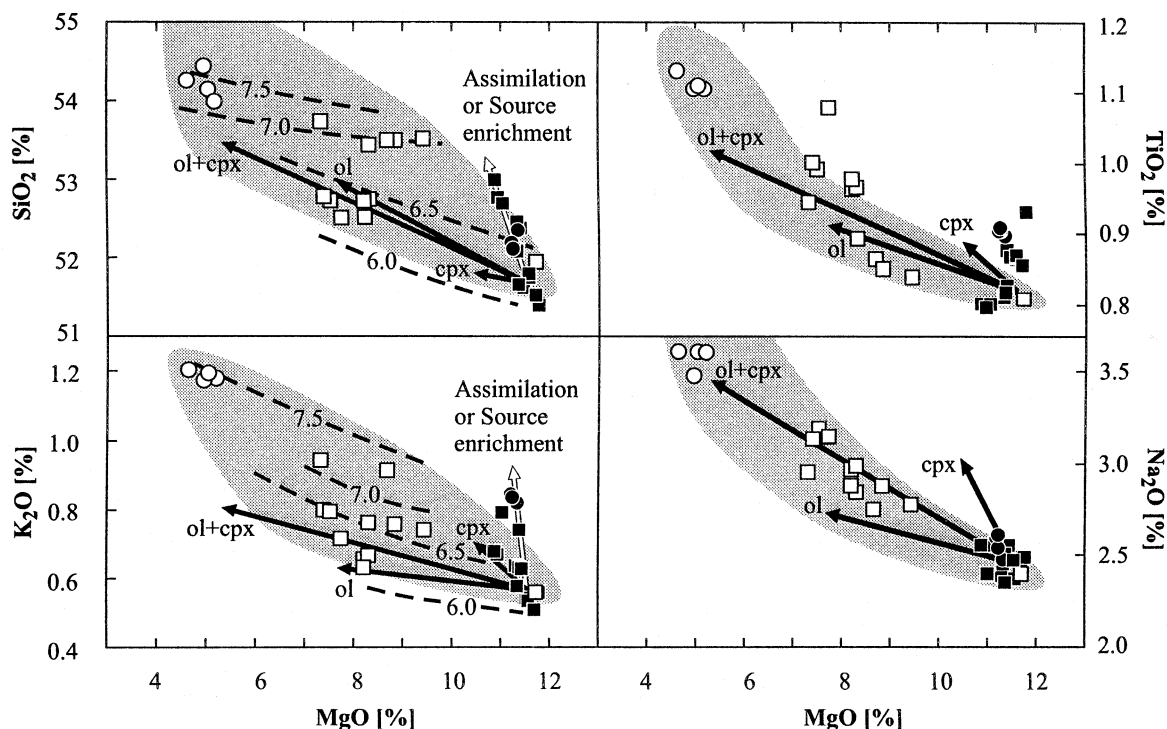 55
54
53
52
51
SiO2 [%]
7.5
7.0
6.5
6.0
ol+cpx
ol
cpx
Assimilation
or Source
enrichment
1.2
1.1
1.0
0.9
0.8
TiO2 [%]
ol+cpx
ol
cpx
1.2
1.0
0.8
0.6
0.4
K2O [%]
7.5
7.0
6.5
6.0
ol+cpx
ol
cpx
Assimilation
or Source
enrichment
3.5
3.0
2.5
2.0
Na2O [%]
ol+cpx
ol
cpx
4 6 8 10 12
MgO [%]
4 6 8 10 12
MgO [%]